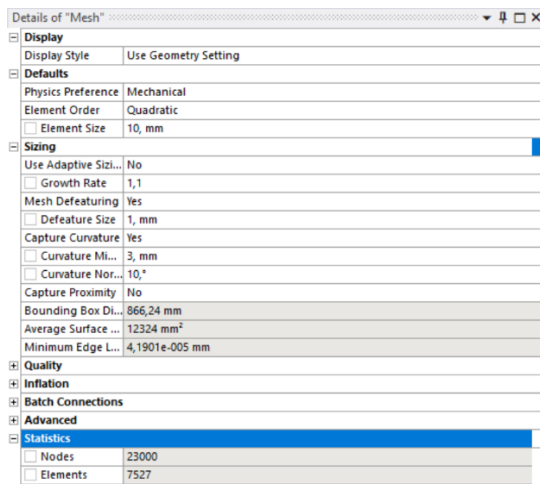 Details of "Mesh"
Display
Display Style Use Geometry Setting
Defaults
Physics Preference Mechanical
Element Order Quadratic
Element Size 10, mm
Sizing
Use Adaptive Sizi... No
Growth Rate 1,1
Mesh Defeaturing Yes
Defeature Size 1, mm
Capture Curvature Yes
Curvature Mi... 3, mm
Curvature Nor... 10,°
Capture Proximity No
Bounding Box Di... 866,24 mm
Average Surface ... 12324 mm²
Minimum Edge L... 4,1901e-005 mm
Quality
Inflation
Batch Connections
Advanced
Statistics
Nodes 23000
Elements 7527